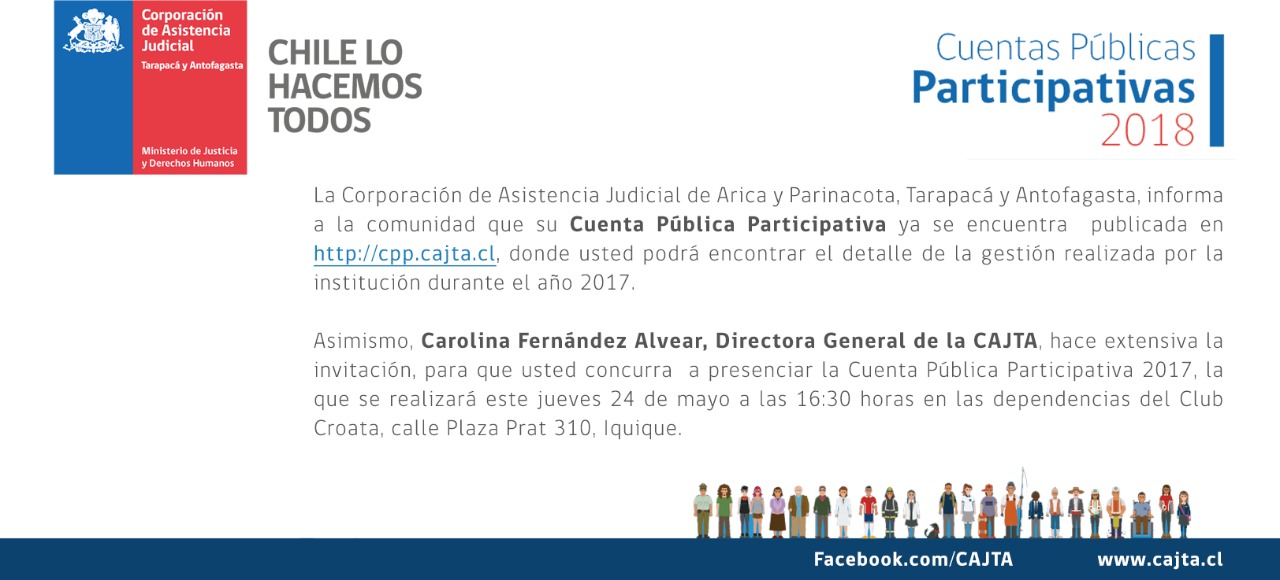 Corporación
de Asistencia
Judicial
Tarapacá y Antofagasta
Ministerio de Justicia
y Derechos Humanos
CHILE LO
HACEMOS
TODOS
Cuentas Públicas
Participativas
2018
La Corporación de Asistencia Judicial de Arica y Parinacota, Tarapacá y Antofagasta, informa
a la comunidad que su Cuenta Pública Participativa ya se encuentra publicada en
http://cpp.cajta.cl, donde usted podrá encontrar el detalle de la gestión realizada por la
institución durante el año 2017.
Asimismo, Carolina Fernández Alvear, Directora General de la CAJTA, hace extensiva la
invitación, para que usted concurra a presenciar la Cuenta Pública Participativa 2017, la
que se realizará este jueves 24 de mayo a las 16:30 horas en las dependencias del Club
Croata, calle Plaza Prat 310, Iquique.
Facebook.com/CAJTA
www.cajta.cl